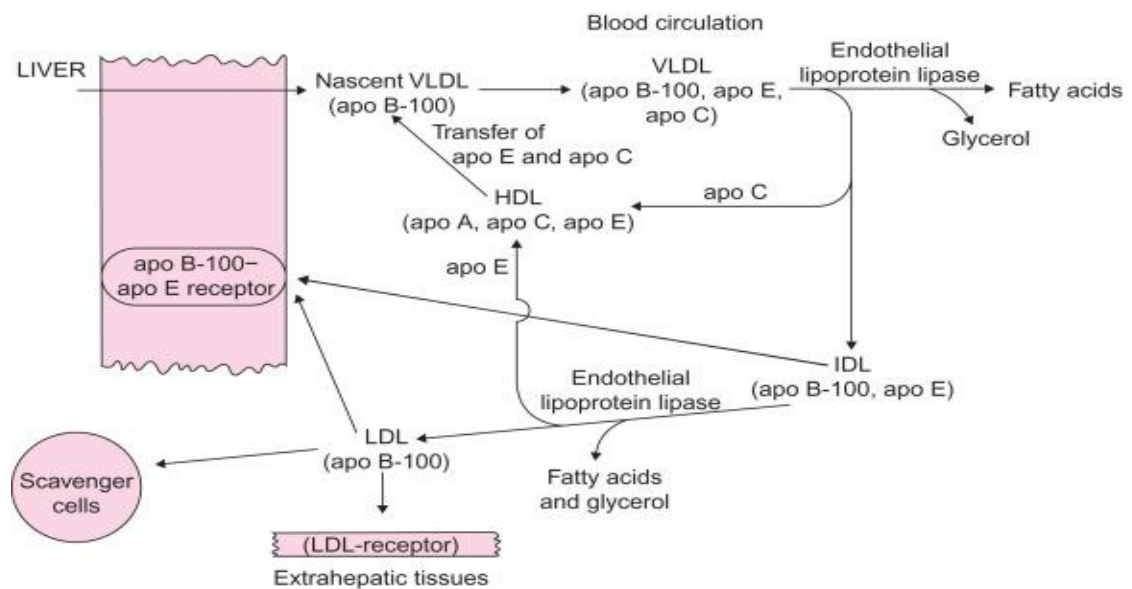 Blood circulation
LIVER
Nascent VLDL
(apo B-100)
VLDL
(apo B-100, apo E,
apo C)
Endothelial
lipoprotein lipase
Fatty acids
Glycerol
Transfer of
apo E and apo C
HDL
(apo A, apo C, apo E)
apo C
apo B-100–
apo E receptor
apo E
IDL
(apo B-100, apo E)
Endothelial
lipoprotein lipase
LDL
(apo B-100)
Fatty acids
and glycerol
Scavenger
cells
(LDL-receptor)
Extrahepatic tissues